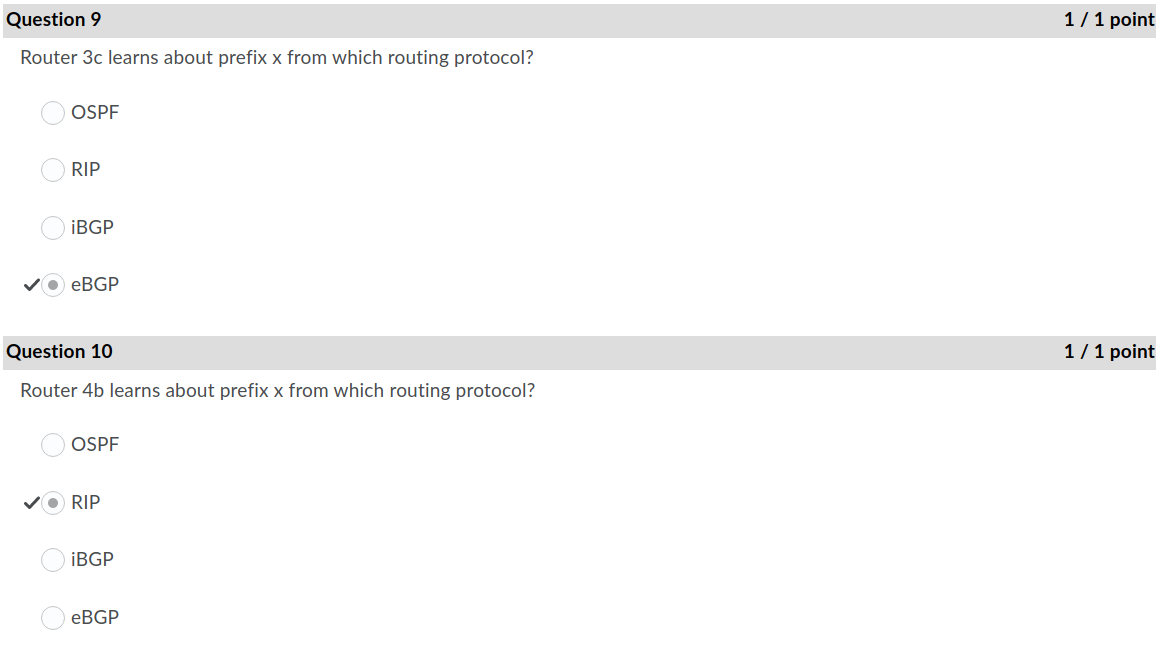 Question 9 1 / 1 point
Router 3c learns about prefix x from which routing protocol?
OSPF
RIP
iBGP
eBGP
Question 10 1 / 1 point
Router 4b learns about prefix x from which routing protocol?
OSPF
RIP
iBGP
eBGP